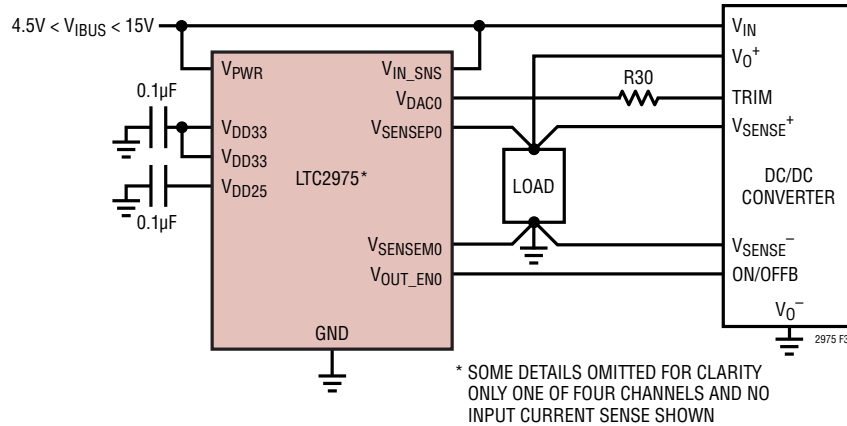 4.5V < VIBUS < 15V
VPWR
VIN_SNS
VDAC0
VSENSEP0
VDD33
VDD33
VDD25
0.1µF
0.1µF
LTC2975*
VSENSEM0
VOUT_EN0
GND
R30
LOAD
VIN
VO+
TRIM
VSENSE+
DC/DC
CONVERTER
VSENSE−
ON/OFFB
VO−
2975 F3
* SOME DETAILS OMITTED FOR CLARITY
ONLY ONE OF FOUR CHANNELS AND NO
INPUT CURRENT SENSE SHOWN